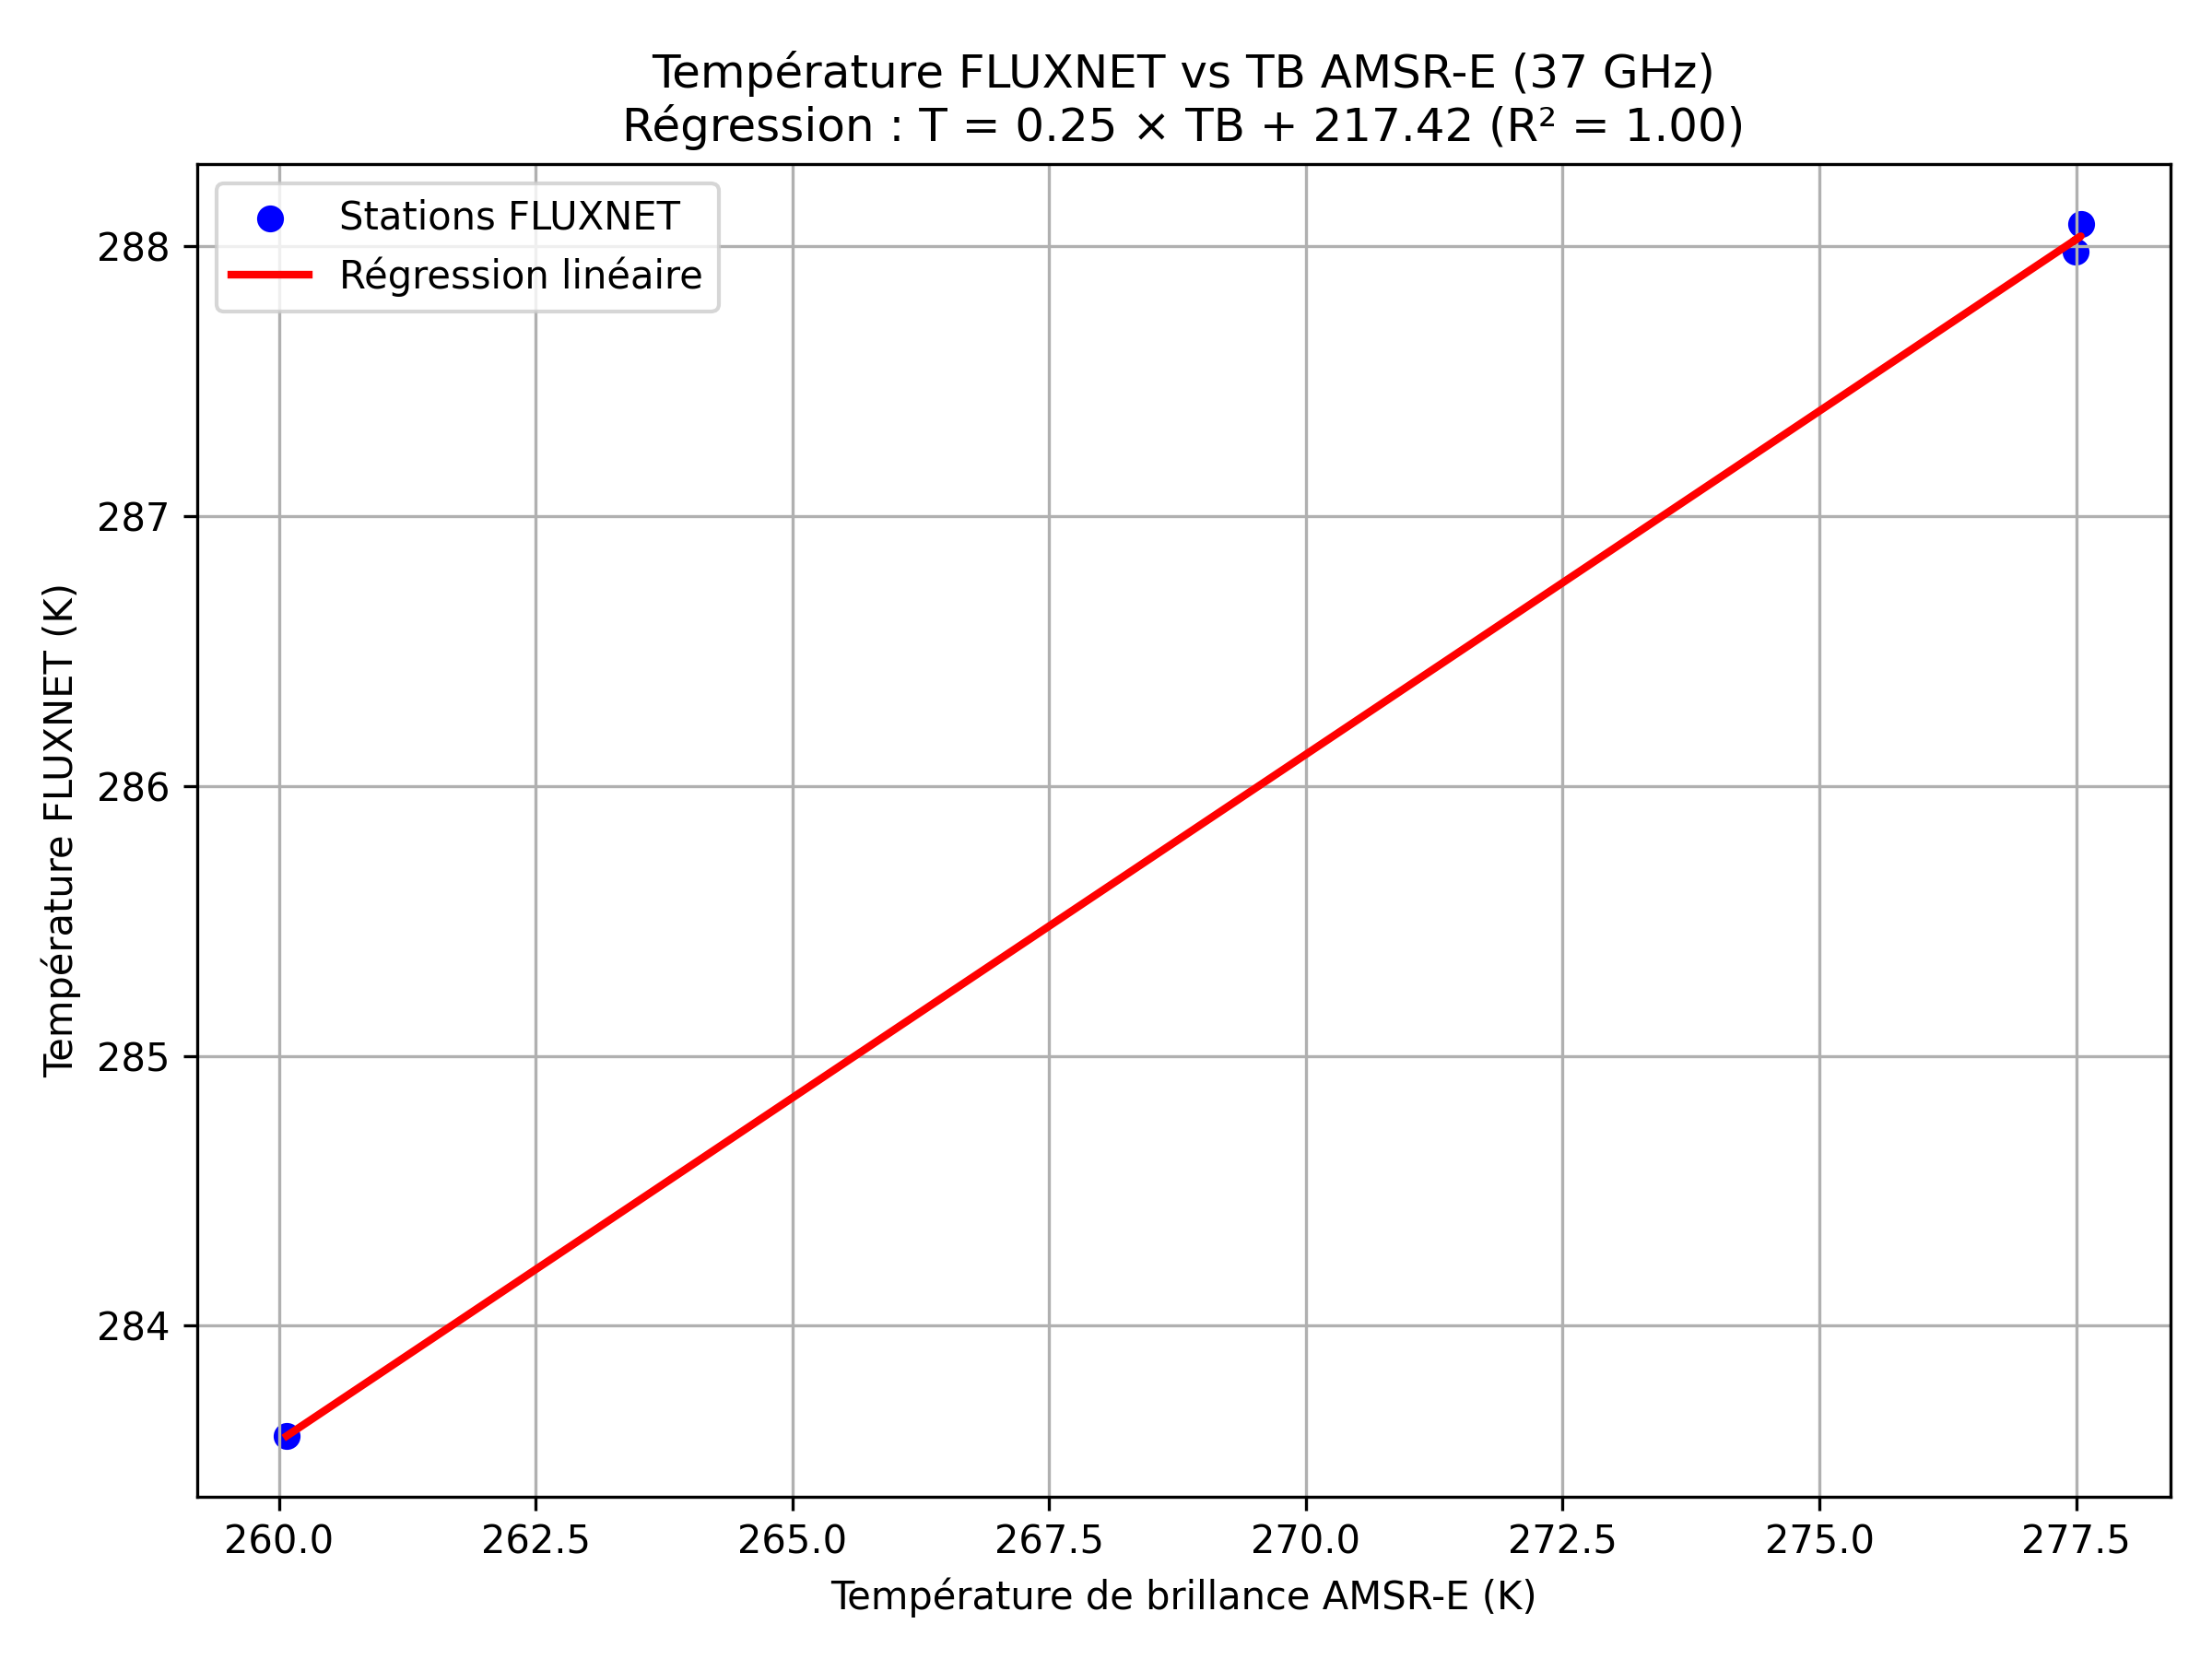 Température FLUXNET vs TB AMSR-E (37 GHz)
Régression : T = 0.25 × TB + 217.42 (R² = 1.00)
Stations FLUXNET
Régression linéaire
288
287
286
285
284
Température FLUXNET (K)
260.0 262.5 265.0 267.5 270.0 272.5 275.0 277.5
Température de brillance AMSR-E (K)